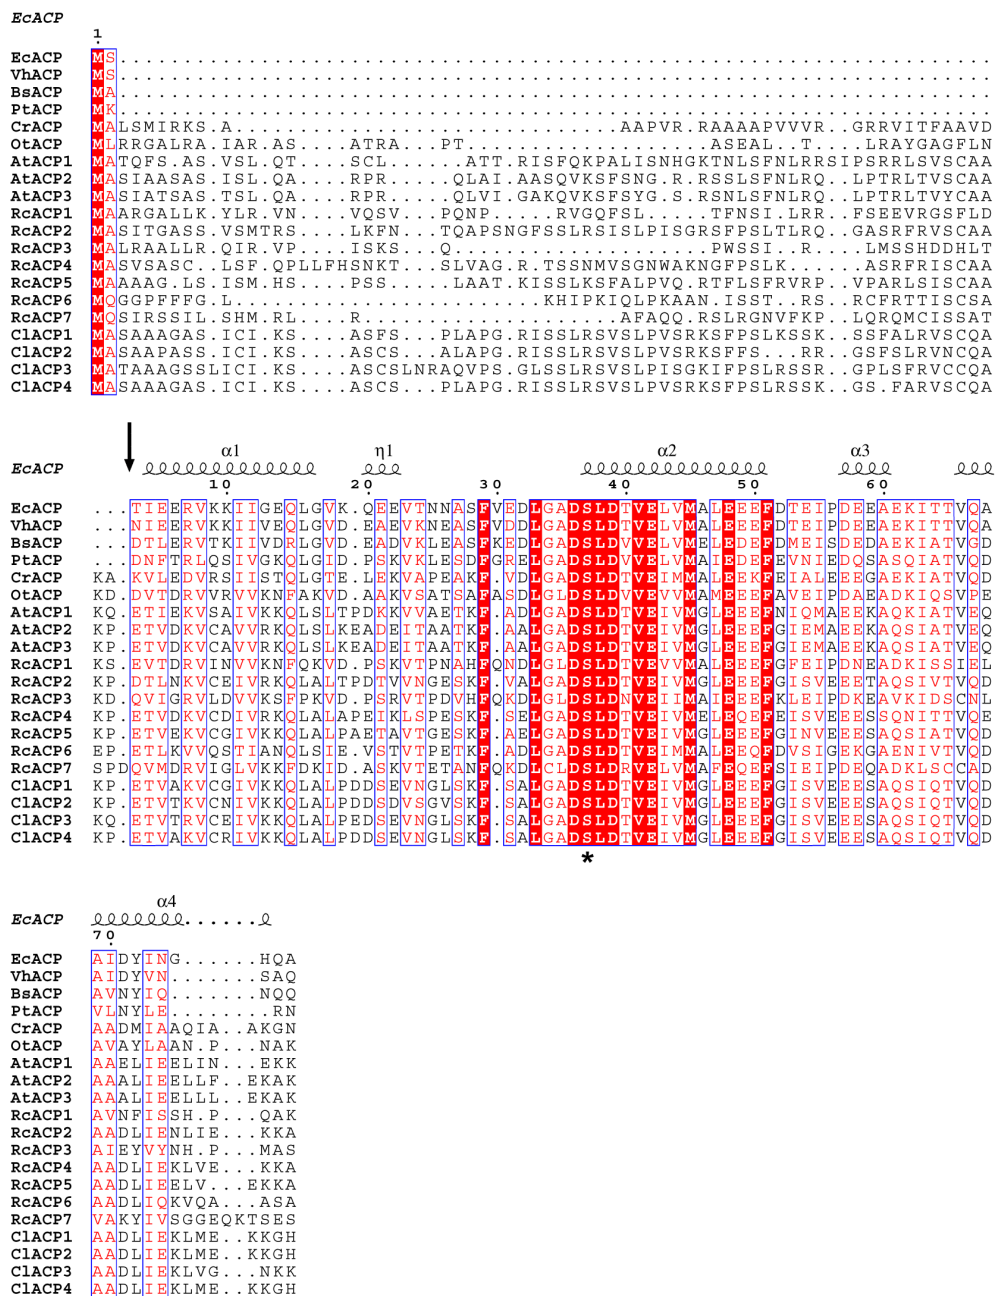 EcACP
1
EcACP MS....................................................................
VhACP MS....................................................................
BsACP MA....................................................................
PtACP MK....................................................................
CrACP MALSMIRKS.A..............................AAPVR.RAAAAPVVVR..GRRVITFAAVD
OtACP MLRRGALRA.IAR.AS....ATRA...PT...................ASEAL..T....LRAYGAGFLN
AtACP1 MATQFS.AS.VSL.QT....SCL......ATT.RISFQKPALISNHGKTNLSFNLRRSIPSRRLSVSCAA
AtACP2 MASIAASAS.ISL.QA....RPR.....QLAI.AASQVKSFSNG.R.RSSLSFNLRQ..LPTRLTVSCAA
AtACP3 MASIATSAS.TSL.QA....RPR.....QLVI.GAKQVKSFSYG.S.RSNLSFNLRQ..LPTRLTVYCAA
RcACP1 MAARGALLK.YLR.VN....VQSV...PQNP.....RVGQFSL.....TFNSI.LRR..FSEEVRGSFLD
RcACP2 MASITGASS.VSMTRS....LKFN...TQAPSNGFSSLRSISLPISGRSFPSLTLRQ..GASRFRVSCAA
RcACP3 MALRAALLR.QIR.VP....ISKS...Q....................PWSSI.R.....LMSSHDDHLT
RcACP4 MASVSASC..LSF.QPLLFHSNKT...SLVAG.R.TSSNMVSGNWAKNGFPSLK......ASRFRISCAA
RcACP5 MAAAAG.LS.ISM.HS....PSS.....LAAT.KISSLKSFALPVQ.RTFLSFRVRP..VPARLSISCAA
RcACP6 MQGGPFFFG.L........................KHIPKIQLPKAAN.ISST..RS..RCFRTTISCSA
RcACP7 MQSIRSSIL.SHM.RL....R....................AFAQQ.RSLRGNVFKP..LQRQMCISSAT
ClACP1 MASAAAGAS.ICI.KS....ASFS...PLAPG.RISSLRSVSLPVSRKSFPSLKSSK..SSFALRVSCQA
ClACP2 MASAAPASS.ICI.KS....ASCS...ALAPG.RISSLRSVSLPVSRKSFFS...RR..GSFSLRVNCQA
ClACP3 MATAAAGSSLICI.KS....ASCSLNRAQVPS.GLSSLRSVSLPISGKIFPSLRSSR..GPLSFRVCCQA
ClACP4 MASAAAGAS.ICI.KS....ASCS...PLAPG.RISSLRSVSLPISRKSFPSLRSSK..GS.FARVSCQA
α1 η1 α2 α3
EcACP
10 20 30 40 50 60
EcACP ...TIEERVKKIIGEQLGVK.QEEVTNNASFVEDLGADSLDTVELVMALEEEFDTEIPDEEAEKITTVQA
VhACP ...NIEERVKKIIVEQLGVD.EAEVKNEASFVDDLGADSLDTVELVMALEEEFDTEIPDEEAEKITTVQA
BsACP ...DTLERVTKIIVDRLGVD.EADVKLEASFKEDLGADSLDVVELVMELEDEFDMEISDEDAEKIATVGD
PtACP ...DNFTRLQSIVGKQLGID.PSKVKLESDFGRELGADSLDVVELVMAIEDEFEVNIEDQSASQIATVQD
CrACP KA.KVLEDVRSIISTQLGTE.LEKVAPEAKF.VDLGADSLDTVEIMMALEEKFEIALEEEGAEKIATVQD
OtACP KD.DVTDRVVRVVKNFAKVD.AAKVSATSAFASDLGLDSLDVVEVVMAMEEEFAVEIPDAEADKIQSVPE
AtACP1 KQ.ETIEKVSAIVKKQLSLTPDKKVVAETKF.ADLGADSLDTVEIVMGLEEEFNIQMAEEKAQKIATVEQ
AtACP2 KP.ETVDKVCAVVRKQLSLKEADEITAATKF.AALGADSLDTVEIVMGLEEEFGIEMAEEKAQSIATVEQ
AtACP3 KP.ETVDKVCAVVRKQLSLKEADEITAATKF.AALGADSLDTVEIVMGLEEEFGIEMAEEKAQSIATVEQ
RcACP1 KS.EVTDRVINVVKNFQKVD.PSKVTPNAHFQNDLGLDSLDTVEVVMALEEEFGFEIPDNEADKISSIEL
RcACP2 KP.DTLNKVCEIVRKQLALTPDTVVNGESKF.VALGADSLDTVEIVMGLEEEFGISVEEETAQSIATVQD
RcACP3 KD.QVIGRVLDVVKSFPKVD.PSRVTPDVHFQKDLGLDSLDNVEIVMALEEEFKLEIPDKEAVKIDSCNL
RcACP4 KP.ETVDKVCDIVRKQLALAPEIKLSPESKF.SELGADSLDTVEIVMELEQEFEISVEEESSQNITTVQE
RcACP5 KP.ETVEKVCGIVKKQLALPAETAVTGESKF.AALGADSLDTVEIVMGLEEEFGINVEEESAQSIATVQD
RcACP6 EP.ETLKVVQSTIANQLSIE.VSTVTPETKF.ADLGADSLDTVEIMMALEEQFDVSIGEKGAENIVTVQD
RcACP7 SPDQVMDRVIGLVKKFDKID.ASKVTETANFQKDLCLDSLDRVELVMAFEQEFSIEIPDEQADKLSCCAD
ClACP1 KP.ETVAKVCGIVKKQLALPDDSEVNGLSKF.SALGADSLDTVEIVMGLEEEFGISVEEESAQSIQTVQD
ClACP2 KP.ETVTKVCNIVKKQLALPDDSDVSGVSKF.SALGADSLDTVEIVMGLEEEFGISVEEESAQSIQTVQD
ClACP3 KQ.ETVTRVCEIVKKQLALPEDSEVNGLSKF.SALGADSLDTVEIVMGLEEEFGISVEEESAQSIQTVQD
ClACP4 KP.ETVAKVCRIVKKQLALPDDSEVNGLSKF.SALGADSLDTVEIVMGLEEEFGISVEEESAQSIQTVQD
*
α4
EcACP ......
70
EcACP AIDYING......HQA
VhACP AIDYVN.......SAQ
BsACP AVNYIQ.......NQQ
PtACP VLNYLE........RN
CrACP AADMIAAQIA..AKGN
OtACP AVAYLAAN.P...NAK
AtACP1 AAELIEELIN...EKK
AtACP2 AAALIEELLF..EKAK
AtACP3 AAALIEELLL..EKAK
RcACP1 AVNFISSH.P...QAK
RcACP2 AADLIENLIE...KKA
RcACP3 AIEYVYNH.P...MAS
RcACP4 AADLIEKLVE...KKA
RcACP5 AADLIEELV...EKKA
RcACP6 AADLIQKVQA...ASA
RcACP7 VAKYIVSGGEQKTSES
ClACP1 AADLIEKLME..KKGH
ClACP2 AADLIEKLME..KKGH
ClACP3 AADLIEKLVG...NKK
ClACP4 AADLIEKLME..KKGH